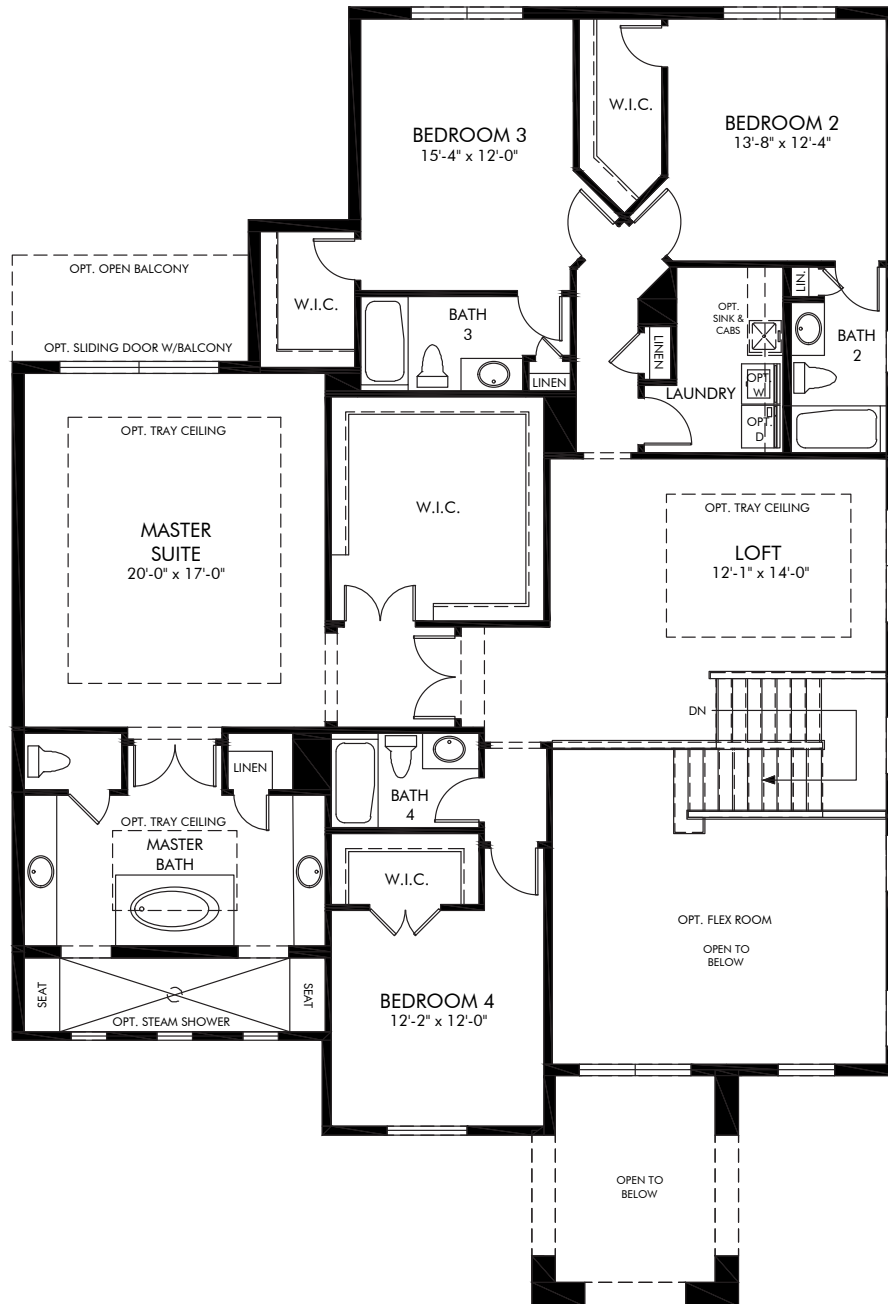 BEDROOM 3
15'-4" x 12'-0"
W.I.C.
BEDROOM 2
13'-8" x 12'-4"
OPT. OPEN BALCONY
OPT. SLIDING DOOR W/BALCONY
W.I.C.
BATH
3
LINEN
LINEN
OPT.
SINK &
CABS
LIN.
BATH
2
LAUNDRY
OPT.
W
OPT.
D
OPT. TRAY CEILING
MASTER
SUITE
20'-0" x 17'-0"
W.I.C.
OPT. TRAY CEILING
LOFT
12'-1" x 14'-0"
DN
LINEN
BATH
4
OPT. TRAY CEILING
MASTER
BATH
W.I.C.
OPT. FLEX ROOM
OPEN TO
BELOW
SEAT
SEAT
OPT. STEAM SHOWER
BEDROOM 4
12'-2" x 12'-0"
OPEN TO
BELOW